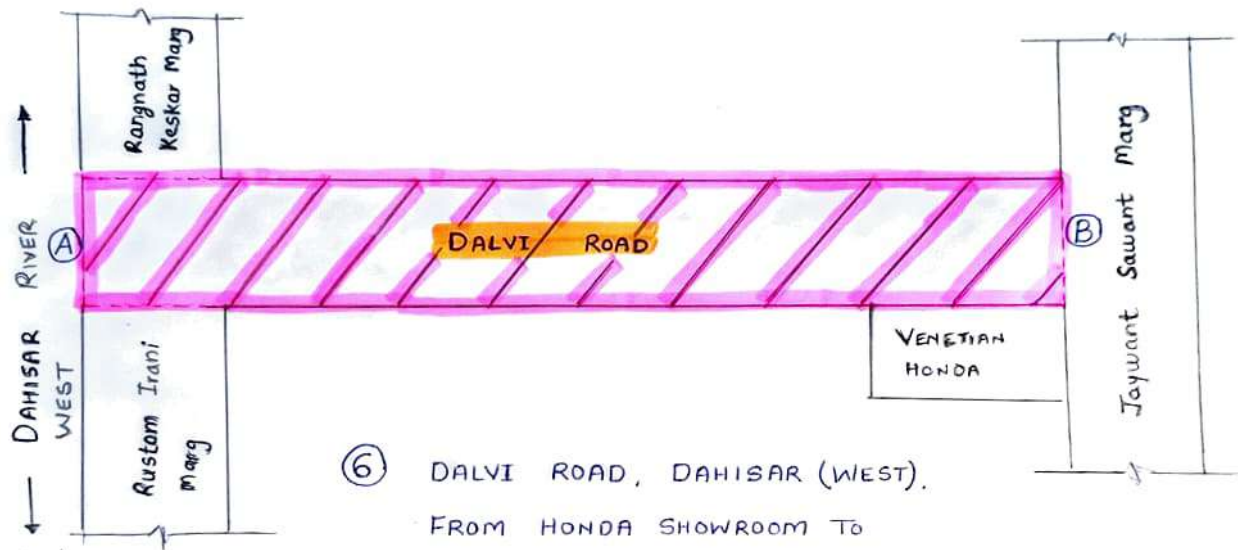 Rangnath
Keskar Marg
DAHISAR RIVER
WEST
A
DALVI ROAD
B
Jaywant Sawant Marg
VENETIAN
HONDA
Rustom Irani
Marg
6 DALVI ROAD, DAHISAR (WEST).
FROM HONDA SHOWROOM TO